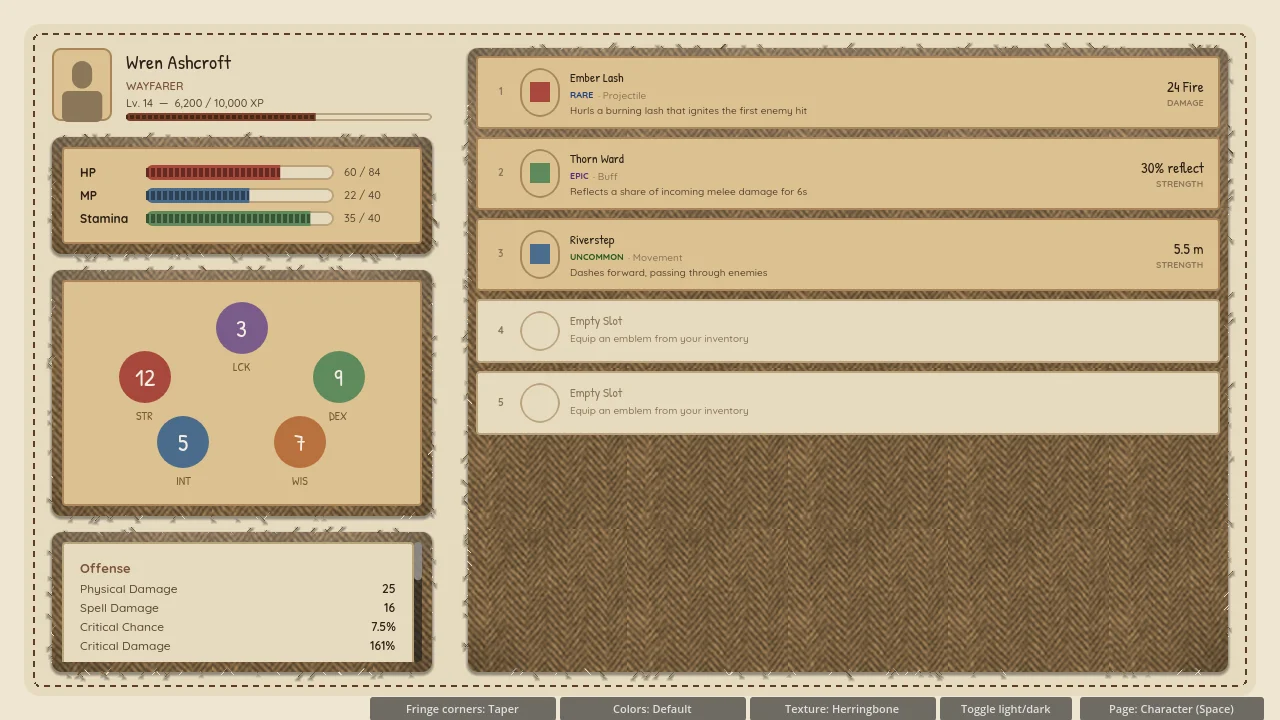 Wren Ashcroft
WAYFARER
Lv. 14 — 6,200 / 10,000 XP
HP 60 / 84
MP 22 / 40
Stamina 35 / 40
3
LCK
12
STR
9
DEX
5
INT
7
WIS
Offense
Physical Damage 25
Spell Damage 16
Critical Chance 7.5%
Critical Damage 161%
1
Ember Lash
RARE · Projectile
Hurls a burning lash that ignites the first enemy hit
24 Fire
DAMAGE
2
Thorn Ward
EPIC · Buff
Reflects a share of incoming melee damage for 6s
30% reflect
STRENGTH
3
Riverstep
UNCOMMON · Movement
Dashes forward, passing through enemies
5.5 m
STRENGTH
4
Empty Slot
Equip an emblem from your inventory
5
Empty Slot
Equip an emblem from your inventory
Fringe corners: Taper
Colors: Default
Texture: Herringbone
Toggle light/dark
Page: Character (Space)